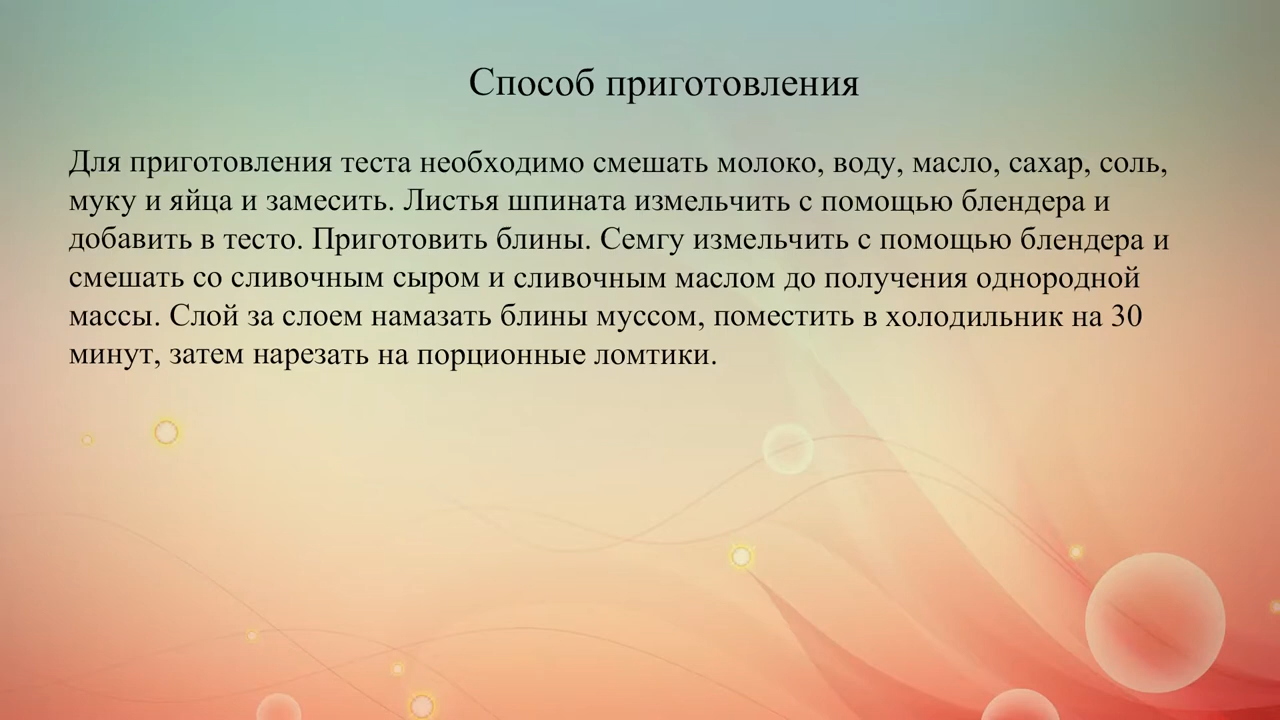 Способ приготовления
Для приготовления теста необходимо смешать молоко, воду, масло, сахар, соль,
муку и яйца и замесить. Листья шпината измельчить с помощью блендера и
добавить в тесто. Приготовить блины. Семгу измельчить с помощью блендера и
смешать со сливочным сыром и сливочным маслом до получения однородной
массы. Слой за слоем намазать блины муссом, поместить в холодильник на 30
минут, затем нарезать на порционные ломтики.